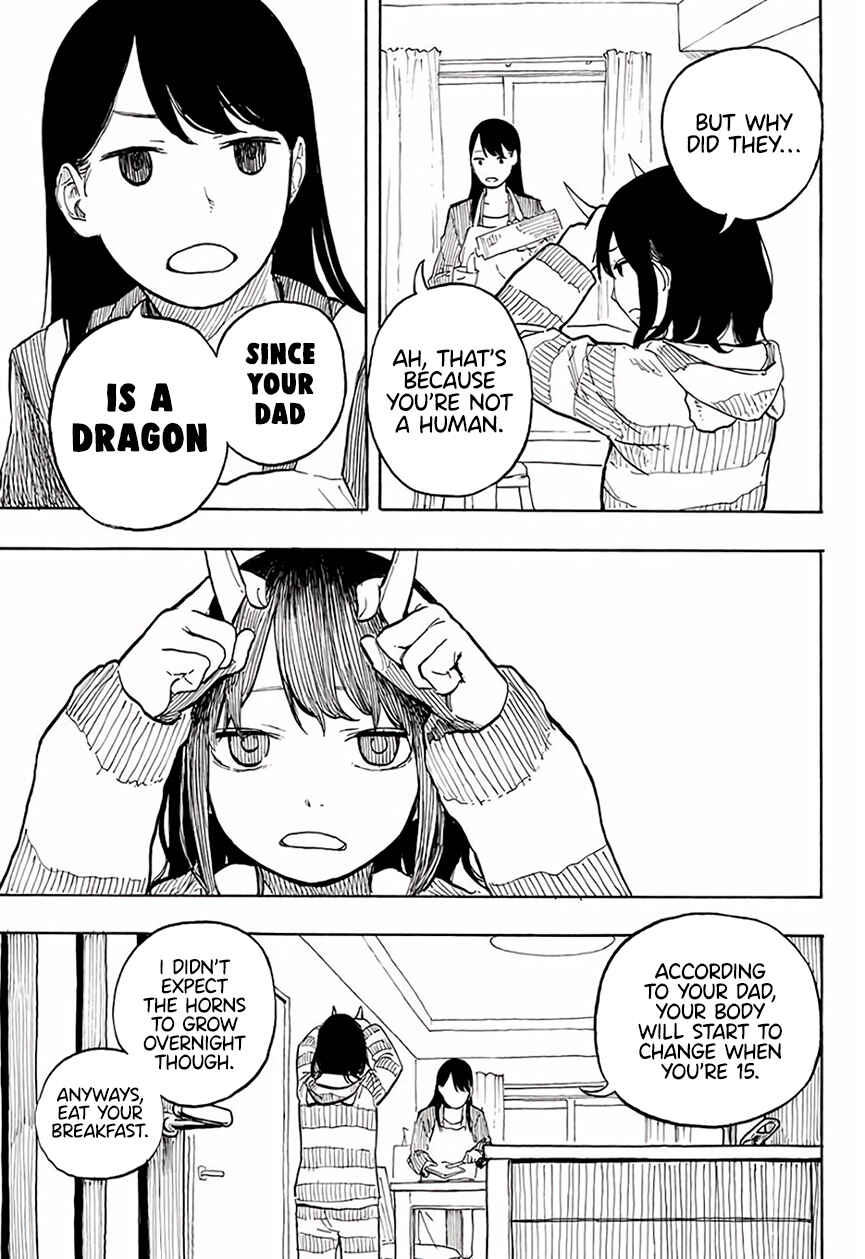 BUT WHY
DID THEY...
AH, THAT'S
BECAUSE
YOU'RE NOT
A HUMAN.
SINCE
YOUR
DAD
IS A
DRAGON
ACCORDING
TO YOUR DAD,
YOUR BODY
WILL START TO
CHANGE WHEN
YOU'RE 15.
I DIDN'T
EXPECT
THE HORNS
TO GROW
OVERNIGHT
THOUGH.
ANYWAYS,
EAT YOUR
BREAKFAST.